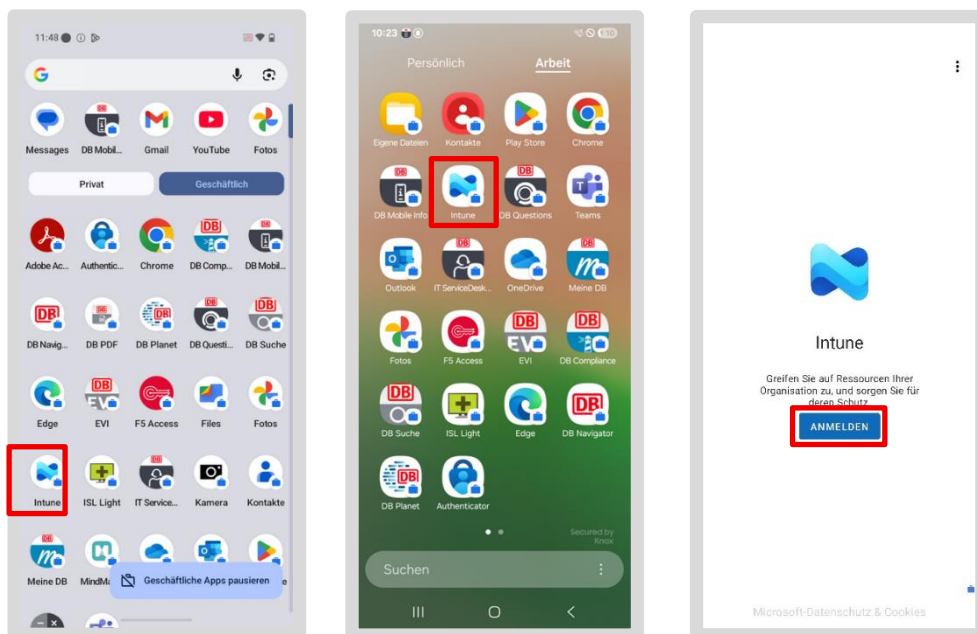 11:48
Messages DB Mobil... Gmail YouTube Fotos
Privat Geschäftlich
Adobe Ac... Authentic... Chrome DB Comp... DB Mobil...
DB Navig... DB PDF DB Planet DB Questi... DB Suche
Edge EVI F5 Access Files Fotos
Intune ISL Light IT Service... Kamera Kontakte
Meine DB MindM
Geschäftliche Apps pausieren
10:23
Persönlich Arbeit
Eigene Dateien Kontakte Play Store Chrome
DB Mobile Info Intune DB Questions Teams
Outlook IT ServiceDesk... OneDrive Meine DB
Fotos F5 Access EVI DB Compliance
DB Suche ISL Light Edge DB Navigator
DB Planet Authenticator
Secured by
Knox
Suchen
Intune
Greifen Sie auf Ressourcen Ihrer
Organisation zu, und sorgen Sie für
deren Schutz
ANMELDEN
Microsoft-Datenschutz & Cookies